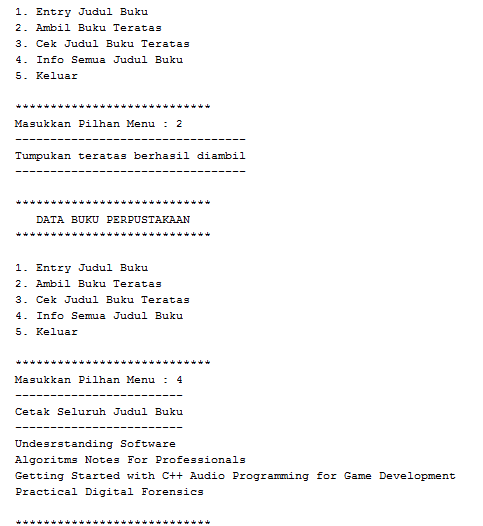 1. Entry Judul Buku
2. Ambil Buku Teratas
3. Cek Judul Buku Teratas
4. Info Semua Judul Buku
5. Keluar
****************************
Masukkan Pilhan Menu : 2
---------------------------------
Tumpukan teratas berhasil diambil
---------------------------------
****************************
DATA BUKU PERPUSTAKAAN
****************************
1. Entry Judul Buku
2. Ambil Buku Teratas
3. Cek Judul Buku Teratas
4. Info Semua Judul Buku
5. Keluar
****************************
Masukkan Pilhan Menu : 4
------------------------
Cetak Seluruh Judul Buku
------------------------
Undesrstanding Software
Algoritms Notes For Professionals
Getting Started with C++ Audio Programming for Game Development
Practical Digital Forensics
****************************